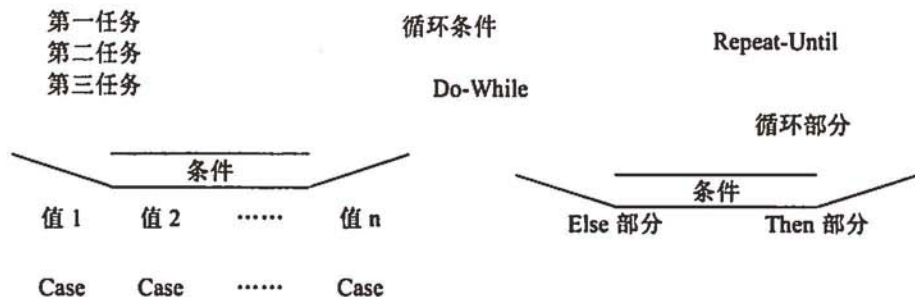 第一任务
第二任务
第三任务
循环条件
Do-While
Repeat-Until
循环部分
条件
值 1 值 2 …… 值 n
Case Case …… Case
条件
Else 部分 Then 部分